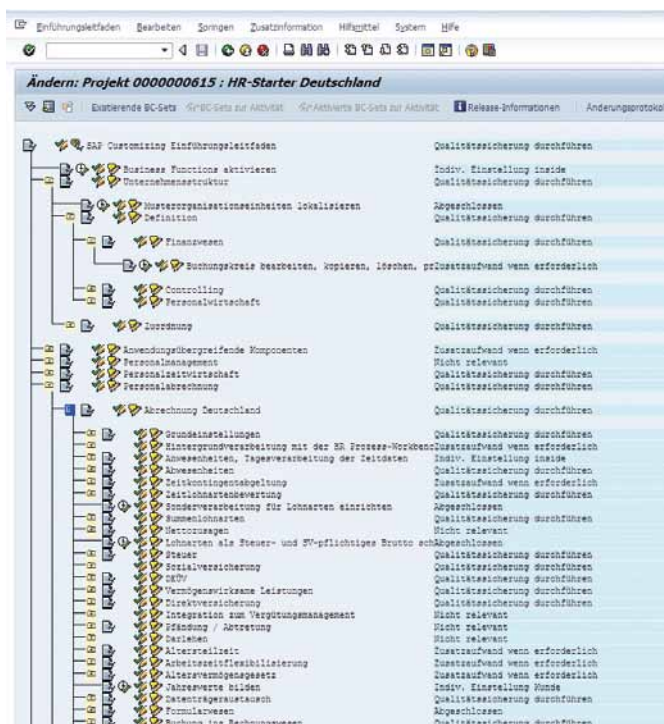 Einführungsleitfaden Bearbeiten Springen Zusatzinformation Hilfsmittel System Hilfe
Ändern: Projekt 0000000615 : HR-Starter Deutschland
Existierende BC-Sets BC-Sets zur Aktivität Aktivierte BC-Sets zur Aktivität Release-Informationen Änderungsprotokol
SAP Customizing Einführungsleitfaden Qualitätssicherung durchführen
Business Functions aktivieren Indiv. Einstellung inside
Unternehmensstruktur Qualitätssicherung durchführen
Musterorganisationseinheiten lokalisieren Abgeschlossen
Definition Qualitätssicherung durchführen
Finanzwesen Qualitätssicherung durchführen
Buchungskreis bearbeiten, kopieren, löschen, prZusatzaufwand wenn erforderlich
Controlling Qualitätssicherung durchführen
Personalwirtschaft Qualitätssicherung durchführen
Zuordnung Qualitätssicherung durchführen
Anwendungsübergreifende Komponenten Zusatzaufwand wenn erforderlich
Personalmanagement Nicht relevant
Personalzeitwirtschaft Qualitätssicherung durchführen
Personalabrechnung Qualitätssicherung durchführen
Abrechnung Deutschland Qualitätssicherung durchführen
Grundeinstellungen Qualitätssicherung durchführen
Hintergrundverarbeitung mit der HR Prozess-WorkbencZusatzaufwand wenn erforderlich
Anwesenheiten, Tagesverarbeitung der Zeitdaten Indiv. Einstellung inside
Abwesenheiten Qualitätssicherung durchführen
Zeitkontingentabgeltung Zusatzaufwand wenn erforderlich
Zeitlohnartenbewertung Qualitätssicherung durchführen
Sonderverarbeitung für Lohnarten einrichten Abgeschlossen
Summenlohnarten Qualitätssicherung durchführen
Nettozusagen Nicht relevant
Lohnarten als Steuer- und SV-pflichtiges Brutto schAbgeschlossen
Steuer Qualitätssicherung durchführen
Sozialversicherung Qualitätssicherung durchführen
DEÜV Qualitätssicherung durchführen
Vermögenswirksame Leistungen Qualitätssicherung durchführen
Direktversicherung Qualitätssicherung durchführen
Integration zum Vergütungsmanagement Nicht relevant
Pfändung / Abtretung Nicht relevant
Darlehen Nicht relevant
Altersteilzeit Zusatzaufwand wenn erforderlich
Arbeitszeitflexibilisierung Zusatzaufwand wenn erforderlich
Altersvermögensgesetz Zusatzaufwand wenn erforderlich
Jahreswerte bilden Indiv. Einstellung Kunde
Datenträgeraustausch Qualitätssicherung durchführen
Formularwesen Abgeschlossen
Buchung ins Rechnungswesen Qualitätssicherung durchführen